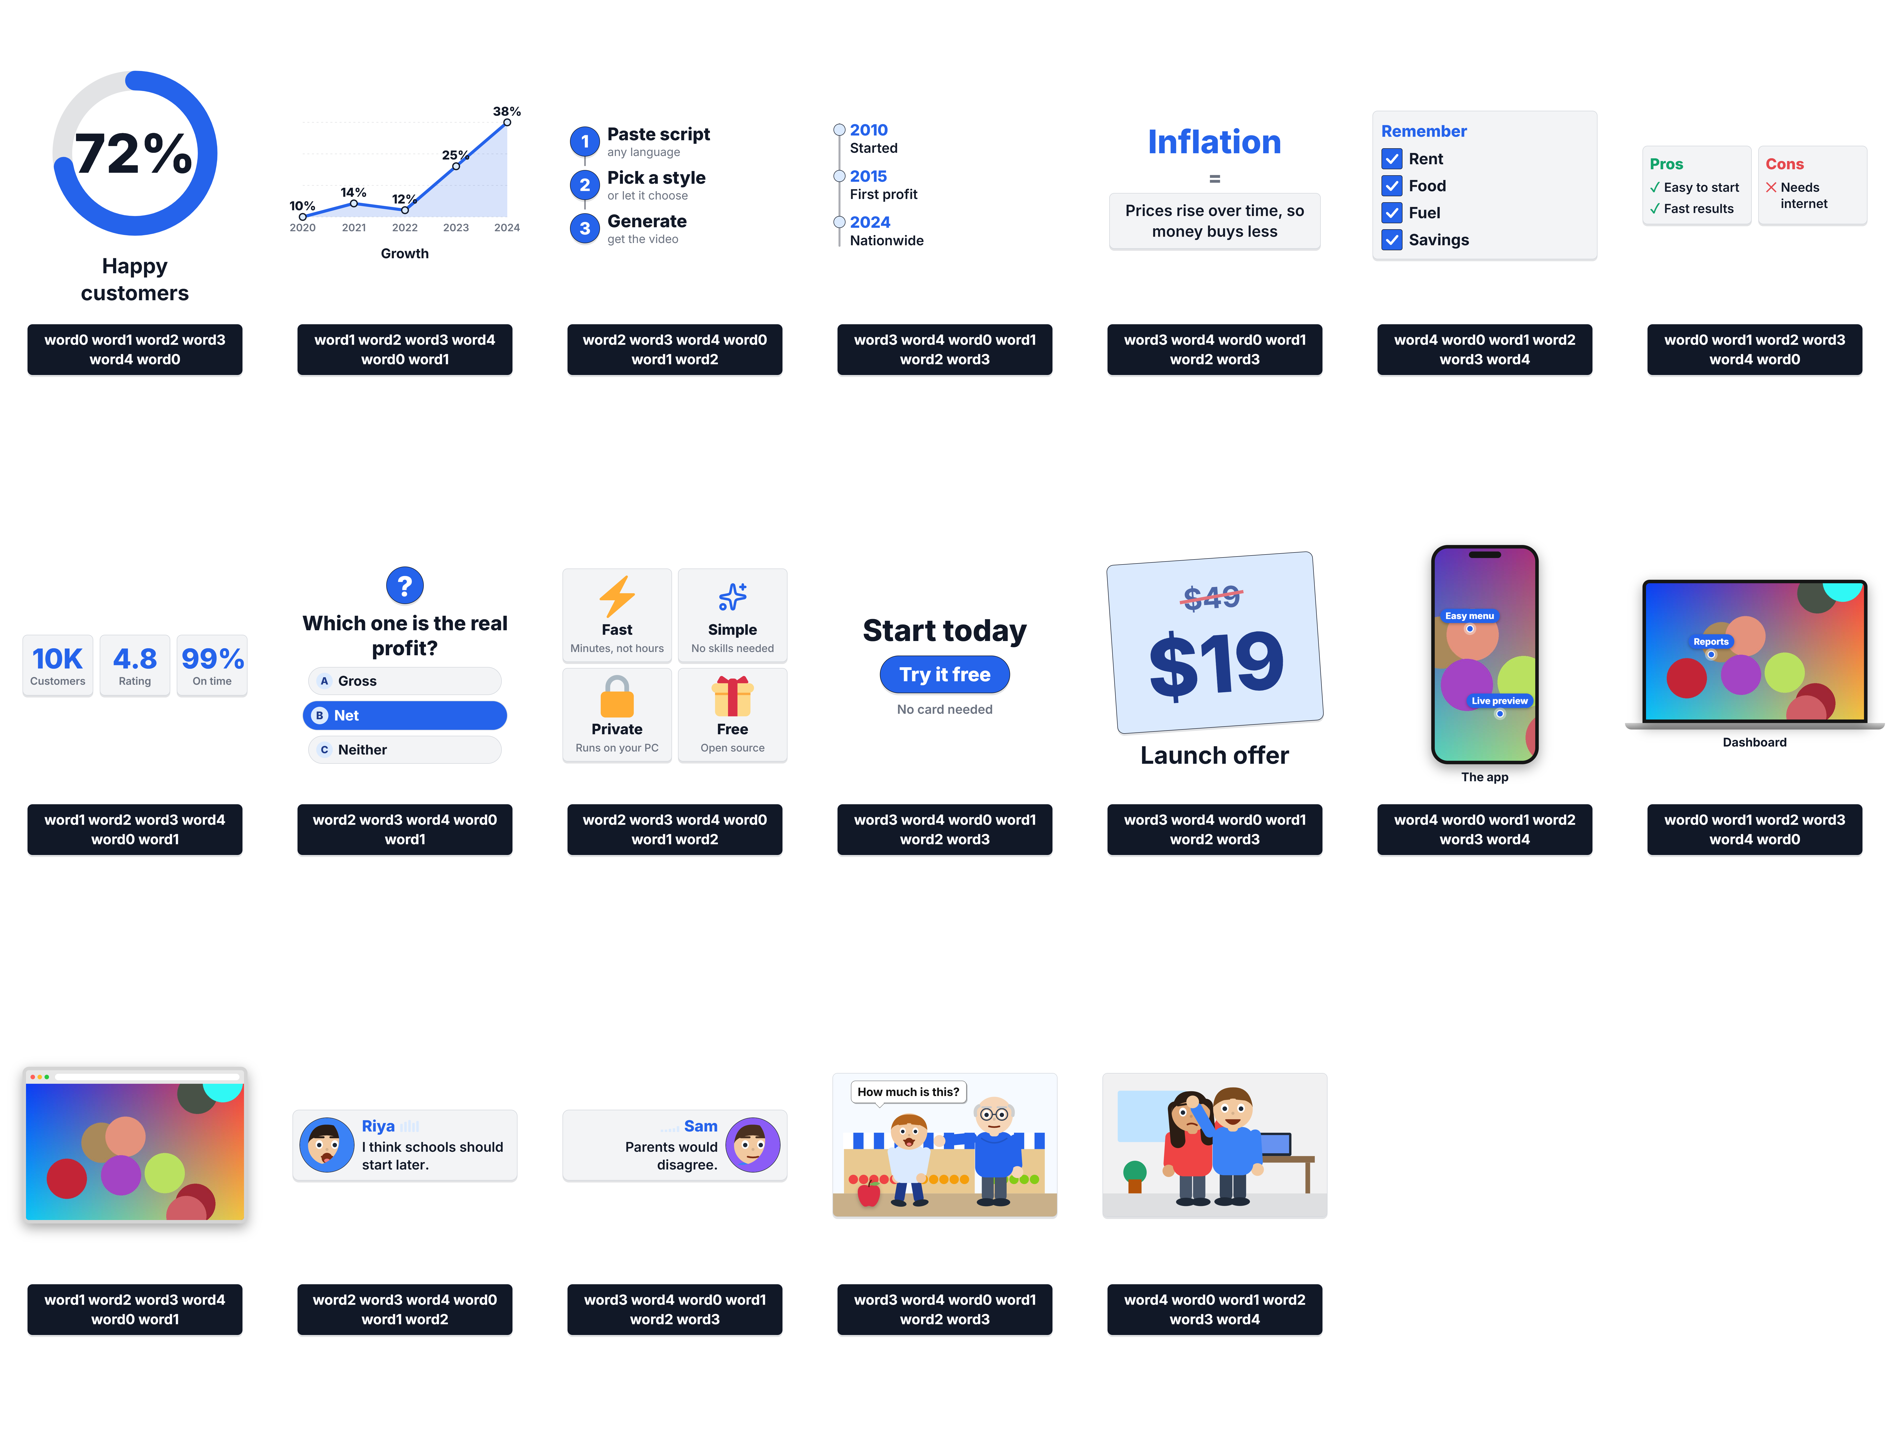 72%
Happy
customers
word0 word1 word2 word3
word4 word0
38%
25%
14%
12%
10%
2020 2021 2022 2023 2024
Growth
word1 word2 word3 word4
word0 word1
1 Paste script
any language
2 Pick a style
or let it choose
3 Generate
get the video
word2 word3 word4 word0
word1 word2
2010
Started
2015
First profit
2024
Nationwide
word3 word4 word0 word1
word2 word3
Inflation
=
Prices rise over time, so
money buys less
word3 word4 word0 word1
word2 word3
Remember
Rent
Food
Fuel
Savings
word4 word0 word1 word2
word3 word4
Pros
✓ Easy to start
✓ Fast results
Cons
✕ Needs
internet
word0 word1 word2 word3
word4 word0
10K
Customers
4.8
Rating
99%
On time
word1 word2 word3 word4
word0 word1
?
Which one is the real
profit?
A Gross
B Net
C Neither
word2 word3 word4 word0
word1
Fast
Minutes, not hours
Simple
No skills needed
Private
Runs on your PC
Free
Open source
word2 word3 word4 word0
word1 word2
Start today
Try it free
No card needed
word3 word4 word0 word1
word2 word3
$49
$19
Launch offer
word3 word4 word0 word1
word2 word3
Easy menu
Live preview
The app
word4 word0 word1 word2
word3 word4
Reports
Dashboard
word0 word1 word2 word3
word4 word0
word1 word2 word3 word4
word0 word1
Riya
I think schools should
start later.
word2 word3 word4 word0
word1 word2
Sam
Parents would
disagree.
word3 word4 word0 word1
word2 word3
How much is this?
word3 word4 word0 word1
word2 word3
word4 word0 word1 word2
word3 word4